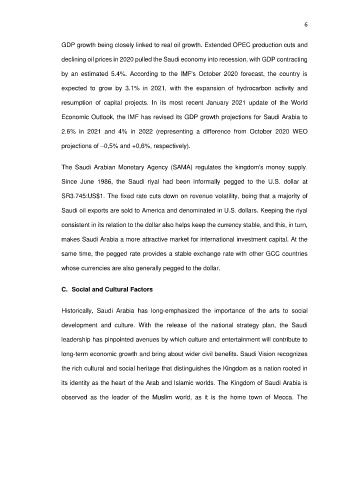 6
GDP growth being closely linked to real oil growth. Extended OPEC production cuts and
declining oil prices in 2020 pulled the Saudi economy into recession, with GDP contracting
by an estimated 5.4%. According to the IMF's October 2020 forecast, the country is
expected to grow by 3.1% in 2021, with the expansion of hydrocarbon activity and
resumption of capital projects. In its most recent January 2021 update of the World
Economic Outlook, the IMF has revised its GDP growth projections for Saudi Arabia to
2.6% in 2021 and 4% in 2022 (representing a difference from October 2020 WEO
projections of −0,5% and +0,6%, respectively).
The Saudi Arabian Monetary Agency (SAMA) regulates the kingdom's money supply.
Since June 1986, the Saudi riyal had been informally pegged to the U.S. dollar at
SR3.745:US$1. The fixed rate cuts down on revenue volatility, being that a majority of
Saudi oil exports are sold to America and denominated in U.S. dollars. Keeping the riyal
consistent in its relation to the dollar also helps keep the currency stable, and this, in turn,
makes Saudi Arabia a more attractive market for international investment capital. At the
same time, the pegged rate provides a stable exchange rate with other GCC countries
whose currencies are also generally pegged to the dollar.
C. Social and Cultural Factors
Historically, Saudi Arabia has long-emphasized the importance of the arts to social
development and culture. With the release of the national strategy plan, the Saudi
leadership has pinpointed avenues by which culture and entertainment will contribute to
long-term economic growth and bring about wider civil benefits. Saudi Vision recognizes
the rich cultural and social heritage that distinguishes the Kingdom as a nation rooted in
its identity as the heart of the Arab and Islamic worlds. The Kingdom of Saudi Arabia is
observed as the leader of the Muslim world, as it is the home town of Mecca. The